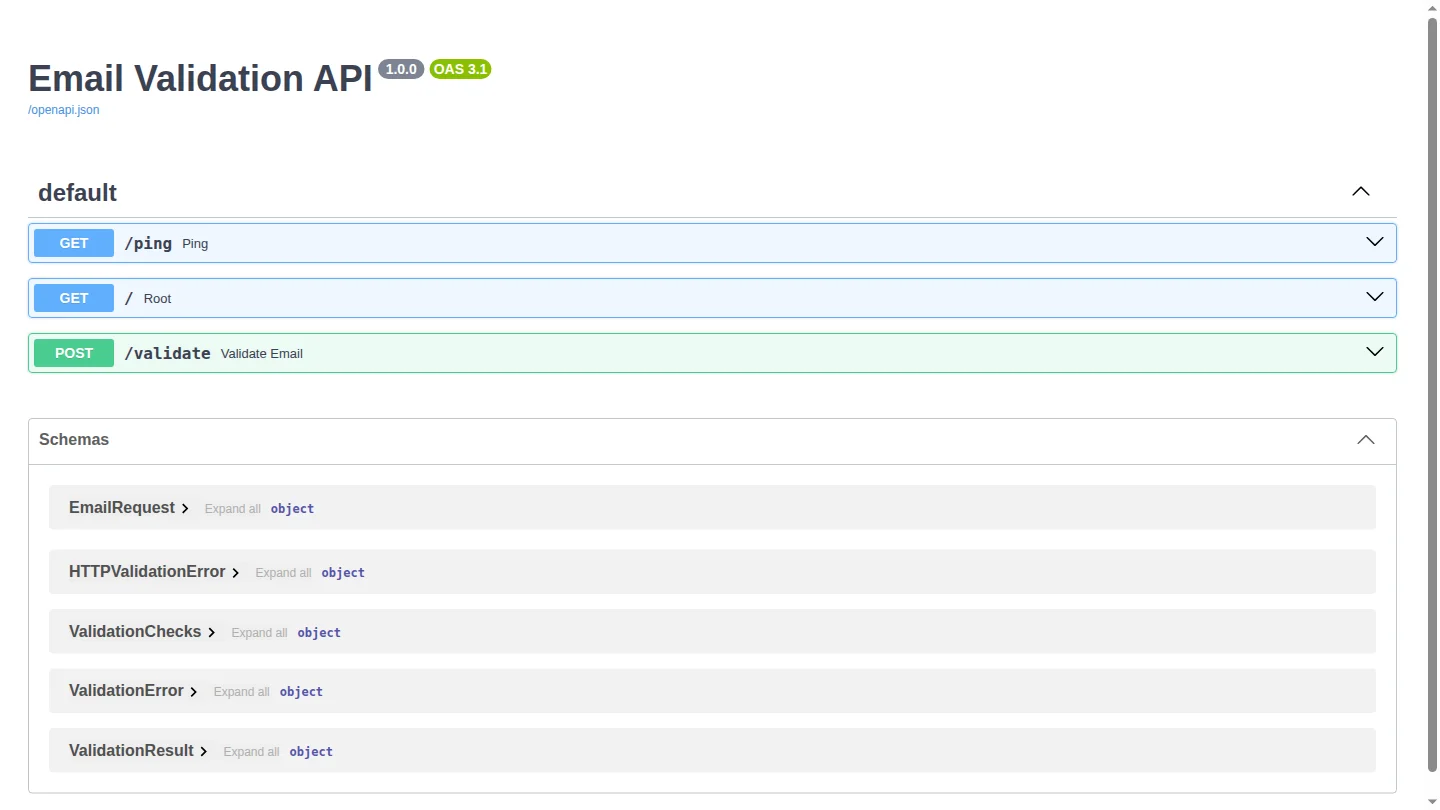 Email Validation API 1.0.0 OAS 3.1
/openapi.json
default
GET /ping Ping
GET / Root
POST /validate Validate Email
Schemas
EmailRequest Expand all object
HTTPValidationError Expand all object
ValidationChecks Expand all object
ValidationError Expand all object
ValidationResult Expand all object